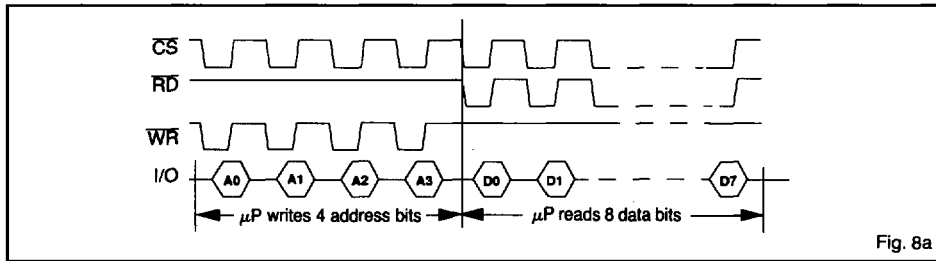 CS
RD
WR
I/O A0 A1 A2 A3 D0 D1 D7
μP writes 4 address bits μP reads 8 data bits
Fig. 8a